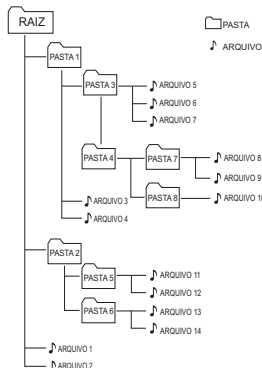 RAIZ
PASTA
ARQUIVO
PASTA 1
PASTA 3
ARQUIVO 5
ARQUIVO 6
ARQUIVO 7
PASTA 4
PASTA 7
ARQUIVO 8
ARQUIVO 9
PASTA 8
ARQUIVO 10
ARQUIVO 3
ARQUIVO 4
PASTA 2
PASTA 5
ARQUIVO 11
ARQUIVO 12
PASTA 6
ARQUIVO 13
ARQUIVO 14
ARQUIVO 1
ARQUIVO 2